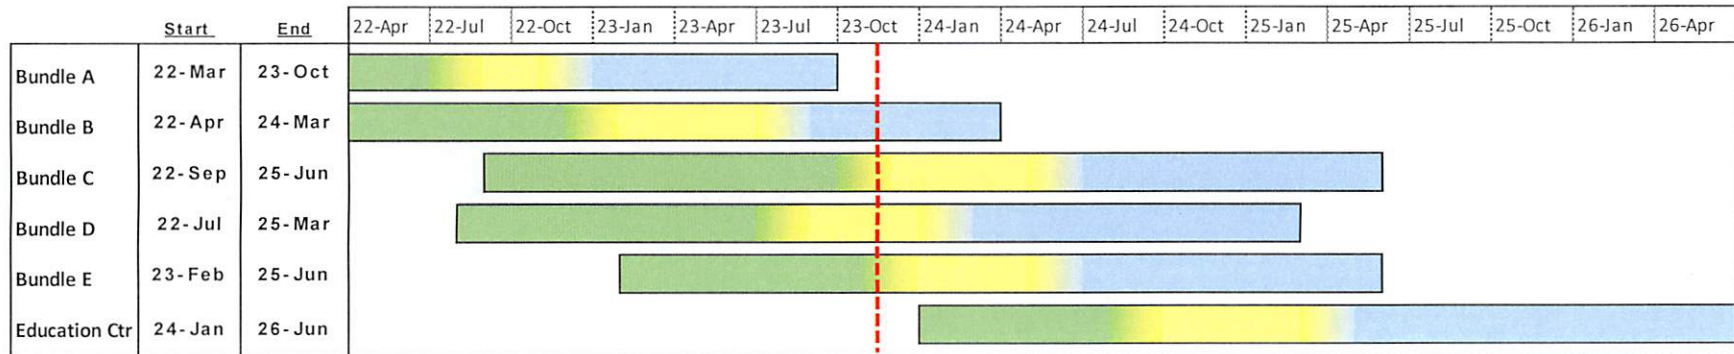 Start End 22-Apr 22-Jul 22-Oct 23-Jan 23-Apr 23-Jul 23-Oct 24-Jan 24-Apr 24-Jul 24-Oct 25-Jan 25-Apr 25-Jul 25-Oct 26-Jan 26-Apr
Bundle A 22-Mar 23-Oct
Bundle B 22-Apr 24-Mar
Bundle C 22-Sep 25-Jun
Bundle D 22-Jul 25-Mar
Bundle E 23-Feb 25-Jun
Education Ctr 24-Jan 26-Jun